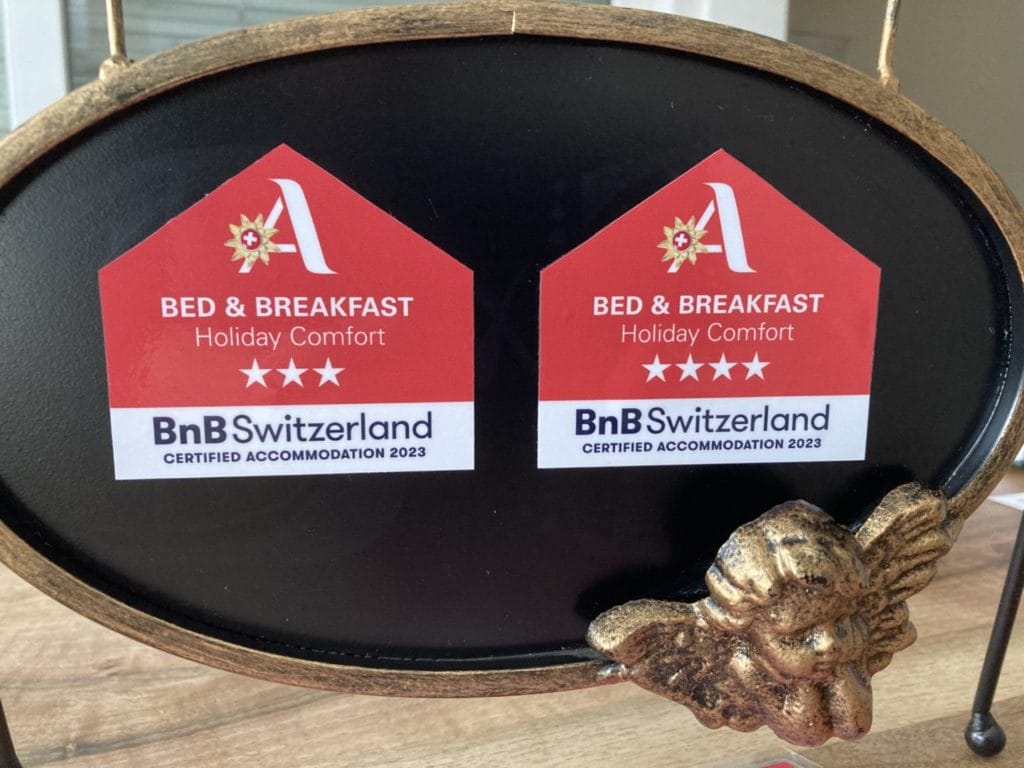 A
BED & BREAKFAST
Holiday Comfort
BnB Switzerland
CERTIFIED ACCOMMODATION 2023
A
BED & BREAKFAST
Holiday Comfort
BnB Switzerland
CERTIFIED ACCOMMODATION 2023